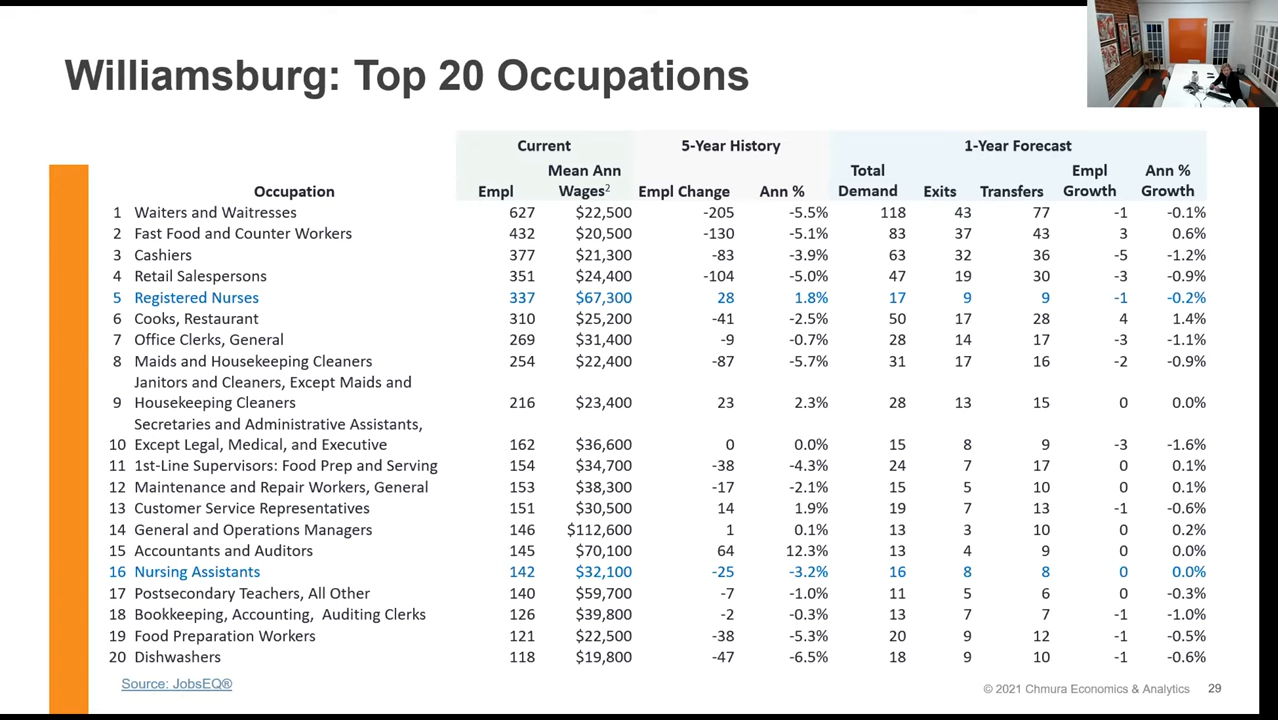 Williamsburg: Top 20 Occupations
Current 5-Year History 1-Year Forecast
Mean Ann Total Empl Ann %
Occupation Empl Wages2 Empl Change Ann % Demand Exits Transfers Growth Growth
1 Waiters and Waitresses 627 $22,500 -205 -5.5% 118 43 77 -1 -0.1%
2 Fast Food and Counter Workers 432 $20,500 -130 -5.1% 83 37 43 3 0.6%
3 Cashiers 377 $21,300 -83 -3.9% 63 32 36 -5 -1.2%
4 Retail Salespersons 351 $24,400 -104 -5.0% 47 19 30 -3 -0.9%
5 Registered Nurses 337 $67,300 28 1.8% 17 9 9 -1 -0.2%
6 Cooks, Restaurant 310 $25,200 -41 -2.5% 50 17 28 4 1.4%
7 Office Clerks, General 269 $31,400 -9 -0.7% 28 14 17 -3 -1.1%
8 Maids and Housekeeping Cleaners 254 $22,400 -87 -5.7% 31 17 16 -2 -0.9%
Janitors and Cleaners, Except Maids and
9 Housekeeping Cleaners 216 $23,400 23 2.3% 28 13 15 0 0.0%
Secretaries and Administrative Assistants,
10 Except Legal, Medical, and Executive 162 $36,600 0 0.0% 15 8 9 -3 -1.6%
11 1st-Line Supervisors: Food Prep and Serving 154 $34,700 -38 -4.3% 24 7 17 0 0.1%
12 Maintenance and Repair Workers, General 153 $38,300 -17 -2.1% 15 5 10 0 0.1%
13 Customer Service Representatives 151 $30,500 14 1.9% 19 7 13 -1 -0.6%
14 General and Operations Managers 146 $112,600 1 0.1% 13 3 10 0 0.2%
15 Accountants and Auditors 145 $70,100 64 12.3% 13 4 9 0 0.0%
16 Nursing Assistants 142 $32,100 -25 -3.2% 16 8 8 0 0.0%
17 Postsecondary Teachers, All Other 140 $59,700 -7 -1.0% 11 5 6 0 -0.3%
18 Bookkeeping, Accounting, Auditing Clerks 126 $39,800 -2 -0.3% 13 7 7 -1 -1.0%
19 Food Preparation Workers 121 $22,500 -38 -5.3% 20 9 12 -1 -0.5%
20 Dishwashers 118 $19,800 -47 -6.5% 18 9 10 -1 -0.6%
Source: JobsEQ®
© 2021 Chmura Economics & Analytics 29